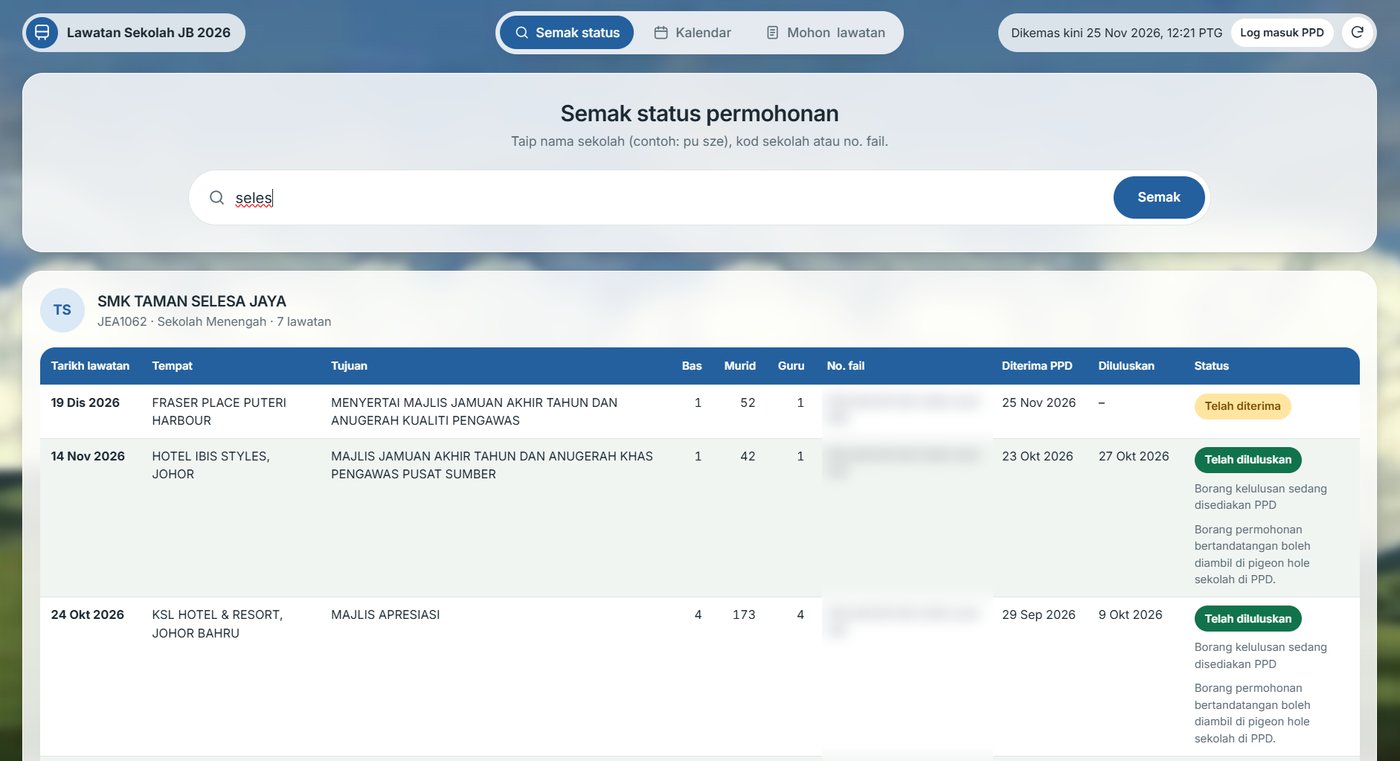 Lawatan Sekolah JB 2026
Semak status
Kalendar
Mohon lawatan
Dikemas kini 25 Nov 2026, 12:21 PTG
Log masuk PPD
Semak status permohonan
Taip nama sekolah (contoh: pu sze), kod sekolah atau no. fail.
seles
Semak
TS
SMK TAMAN SELESA JAYA
JEA1062 · Sekolah Menengah · 7 lawatan
Tarikh lawatan Tempat Tujuan Bas Murid Guru No. fail Diterima PPD Diluluskan Status
19 Dis 2026 FRASER PLACE PUTERI MENYERTAI MAJLIS JAMUAN AKHIR TAHUN DAN 1 52 1 25 Nov 2026 – Telah diterima
HARBOUR ANUGERAH KUALITI PENGAWAS
14 Nov 2026 HOTEL IBIS STYLES, MAJLIS JAMUAN AKHIR TAHUN DAN ANUGERAH KHAS 1 42 1 23 Okt 2026 27 Okt 2026 Telah diluluskan
JOHOR PENGAWAS PUSAT SUMBER
Borang kelulusan sedang
disediakan PPD
Borang permohonan
bertandatangan boleh
diambil di pigeon hole
sekolah di PPD.
24 Okt 2026 KSL HOTEL & RESORT, MAJLIS APRESIASI 4 173 4 29 Sep 2026 9 Okt 2026 Telah diluluskan
JOHOR BAHRU
Borang kelulusan sedang
disediakan PPD
Borang permohonan
bertandatangan boleh
diambil di pigeon hole
sekolah di PPD.